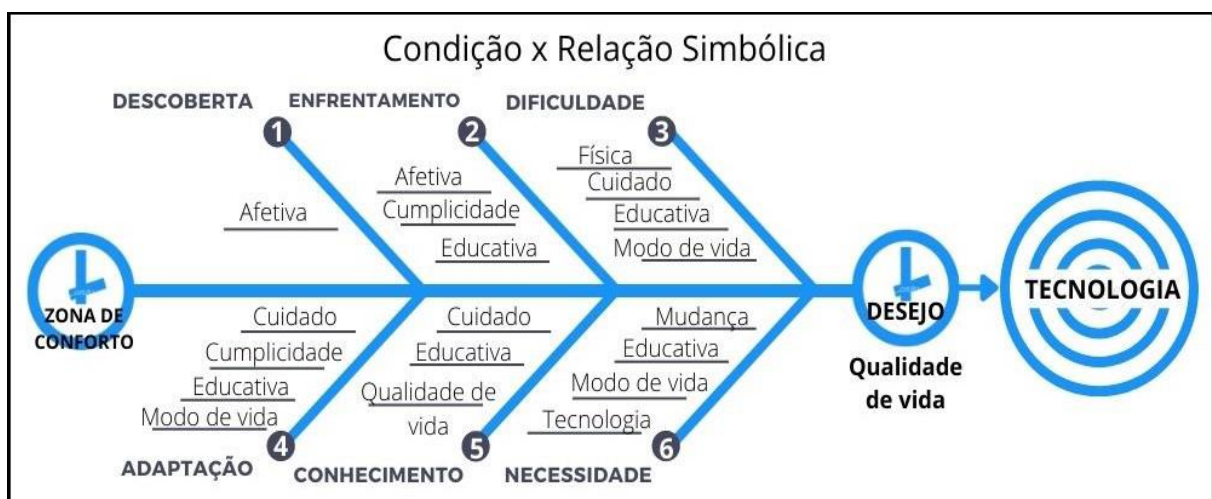 Condição x Relação Simbólica
DESCOBERTA
ENFRENTAMENTO
DIFICULDADE
1
2
3
Afetiva
Afetiva
Cumplicidade
Educativa
Física
Cuidado
Educativa
Modo de vida
ZONA DE
CONFORTO
DESEJO
Qualidade
de vida
TECNOLOGIA
Cuidado
Cumplicidade
Educativa
Modo de vida
Cuidado
Educativa
Qualidade de
vida
Mudança
Educativa
Modo de vida
Tecnologia
4
5
6
ADAPTAÇÃO
CONHECIMENTO
NECESSIDADE